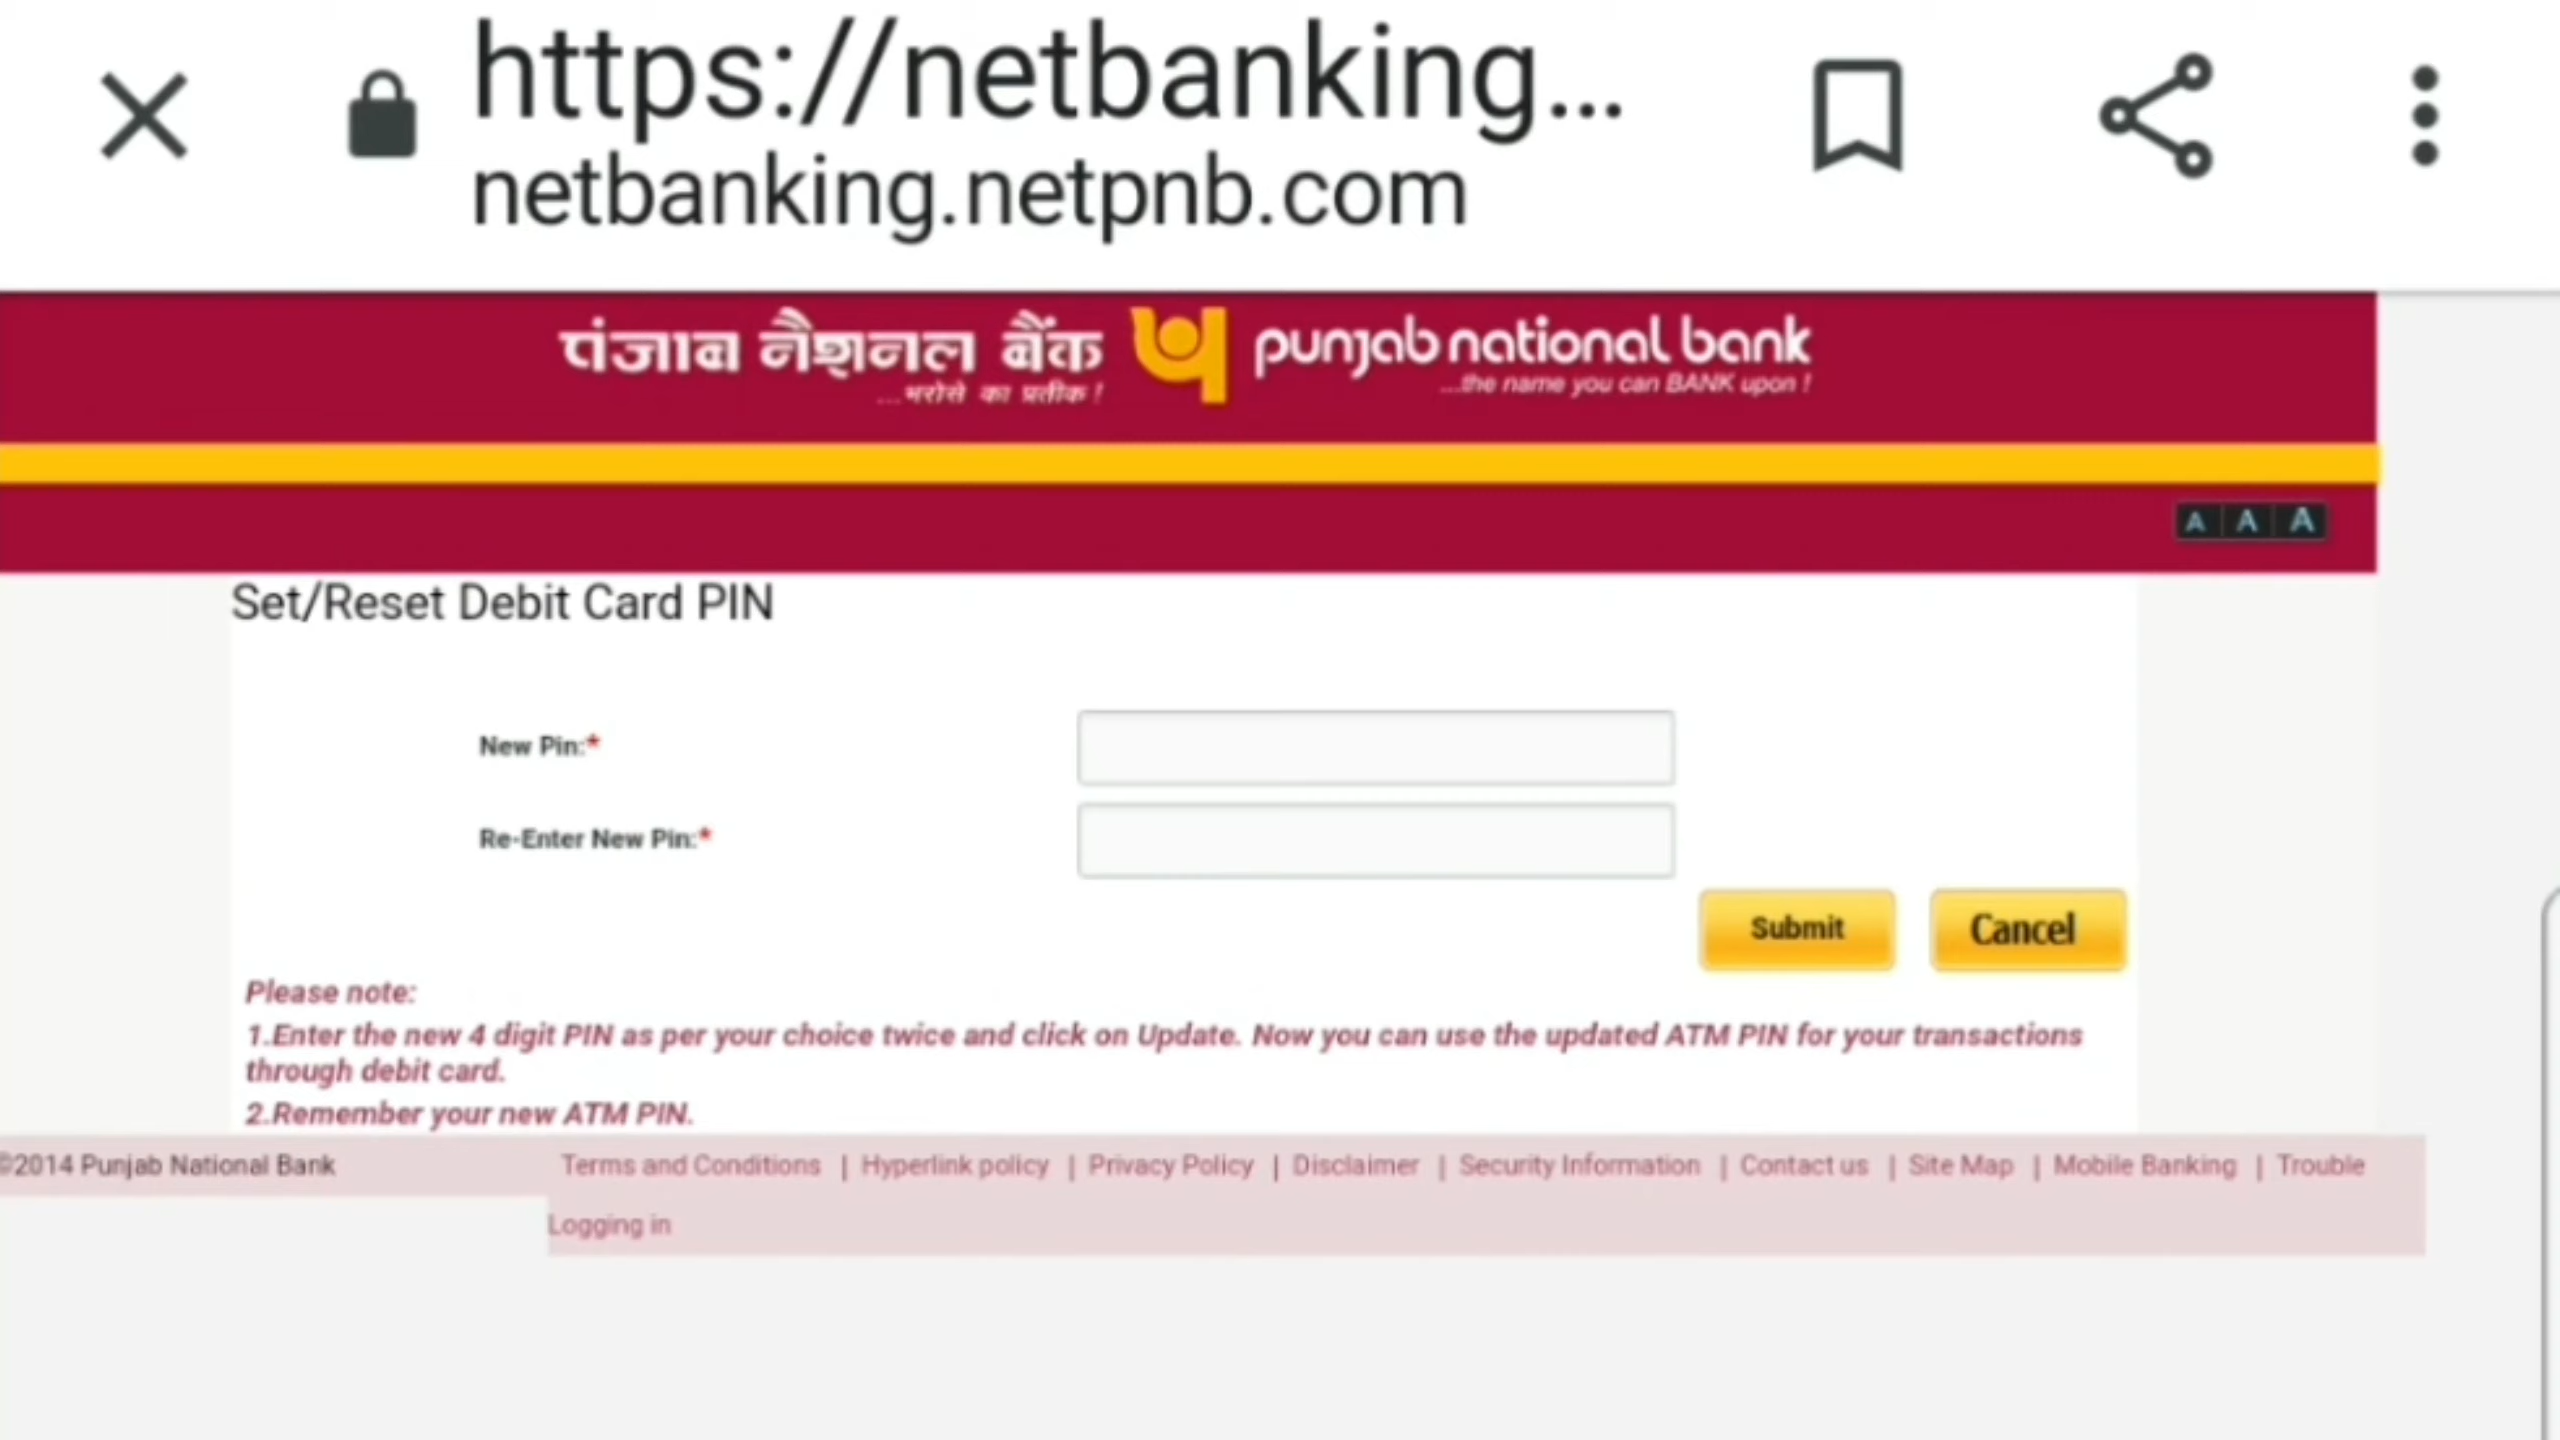 https://netbanking...
netbanking.netpnb.com
पंजाब नैशनल बैंक punjab national bank
...भरोसे का प्रतीक ! ...the name you can BANK upon !
A A A
Set/Reset Debit Card PIN
New Pin:*
Re-Enter New Pin:*
Submit Cancel
Please note:
1.Enter the new 4 digit PIN as per your choice twice and click on Update. Now you can use the updated ATM PIN for your transactions
through debit card.
2.Remember your new ATM PIN.
©2014 Punjab National Bank Terms and Conditions | Hyperlink policy | Privacy Policy | Disclaimer | Security Information | Contact us | Site Map | Mobile Banking | Trouble
Logging in